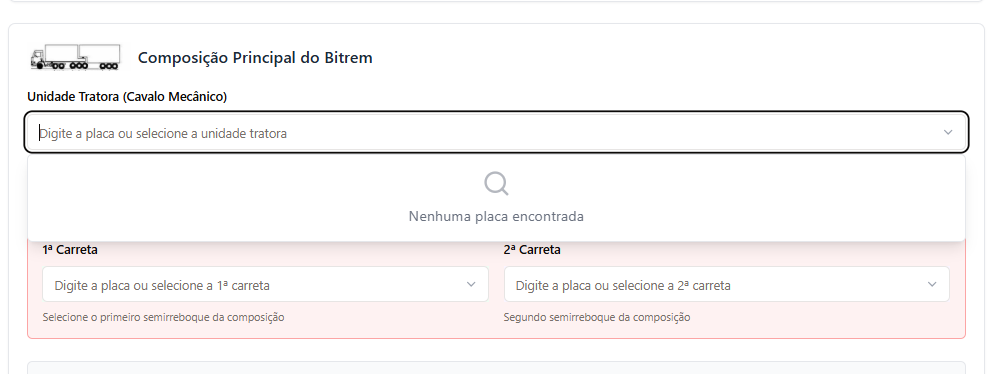 Composição Principal do Bitrem
Unidade Tratora (Cavalo Mecânico)
Digite a placa ou selecione a unidade tratora
Nenhuma placa encontrada
1ª Carreta
2ª Carreta
Digite a placa ou selecione a 1ª carreta
Digite a placa ou selecione a 2ª carreta
Selecione o primeiro semirreboque da composição
Segundo semirreboque da composição